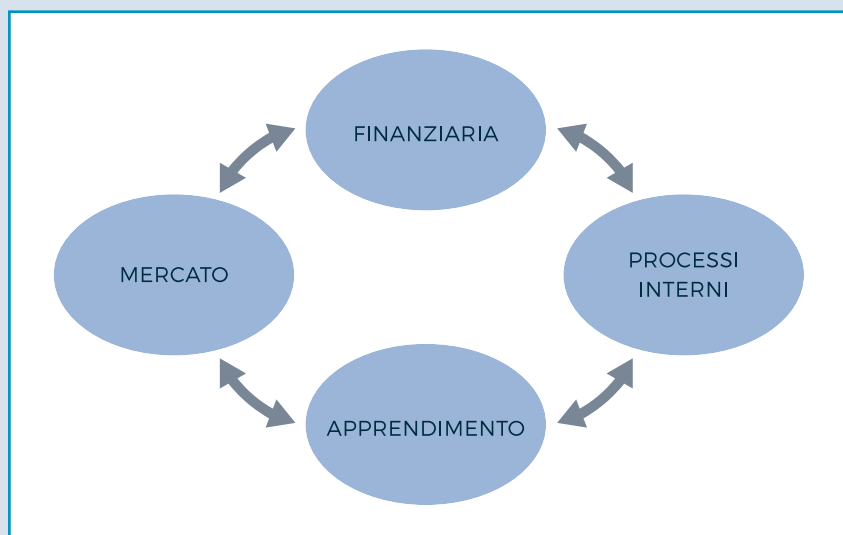 FINANZIARIA
MERCATO
PROCESSI
INTERNI
APPRENDIMENTO